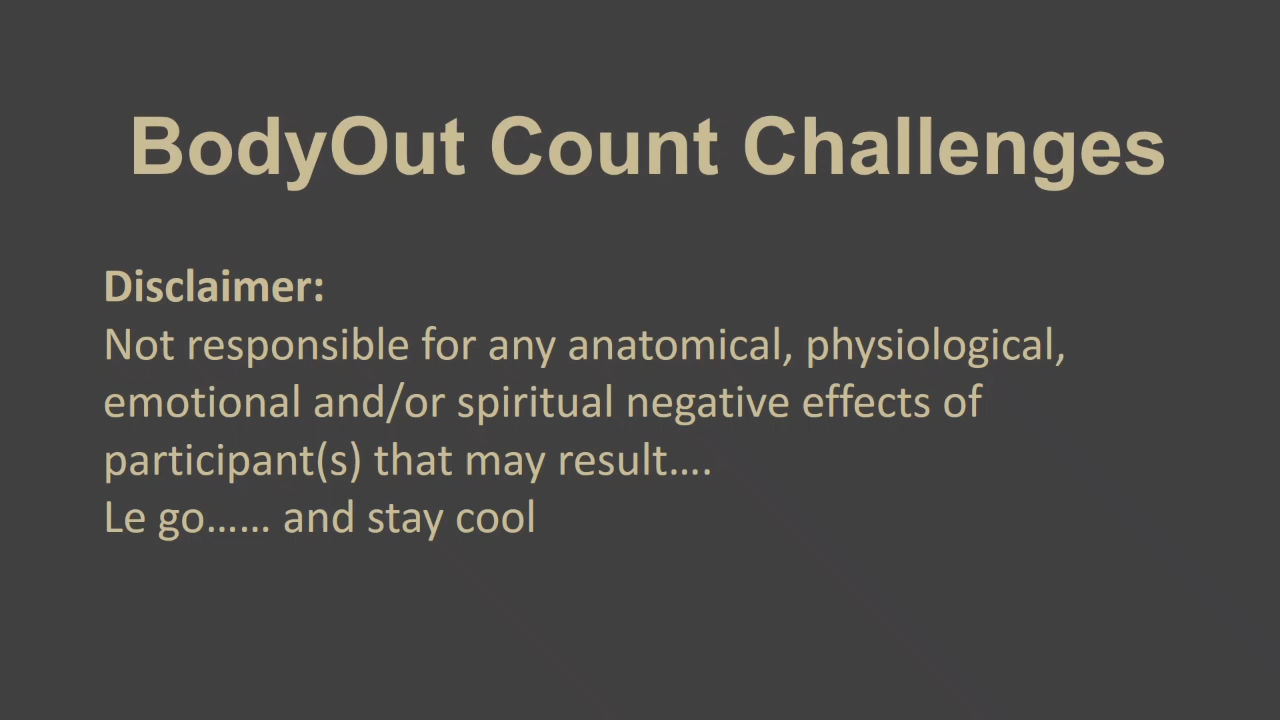 BodyOut Count Challenges
Disclaimer:
Not responsible for any anatomical, physiological,
emotional and/or spiritual negative effects of
participant(s) that may result....
Le go...... and stay cool